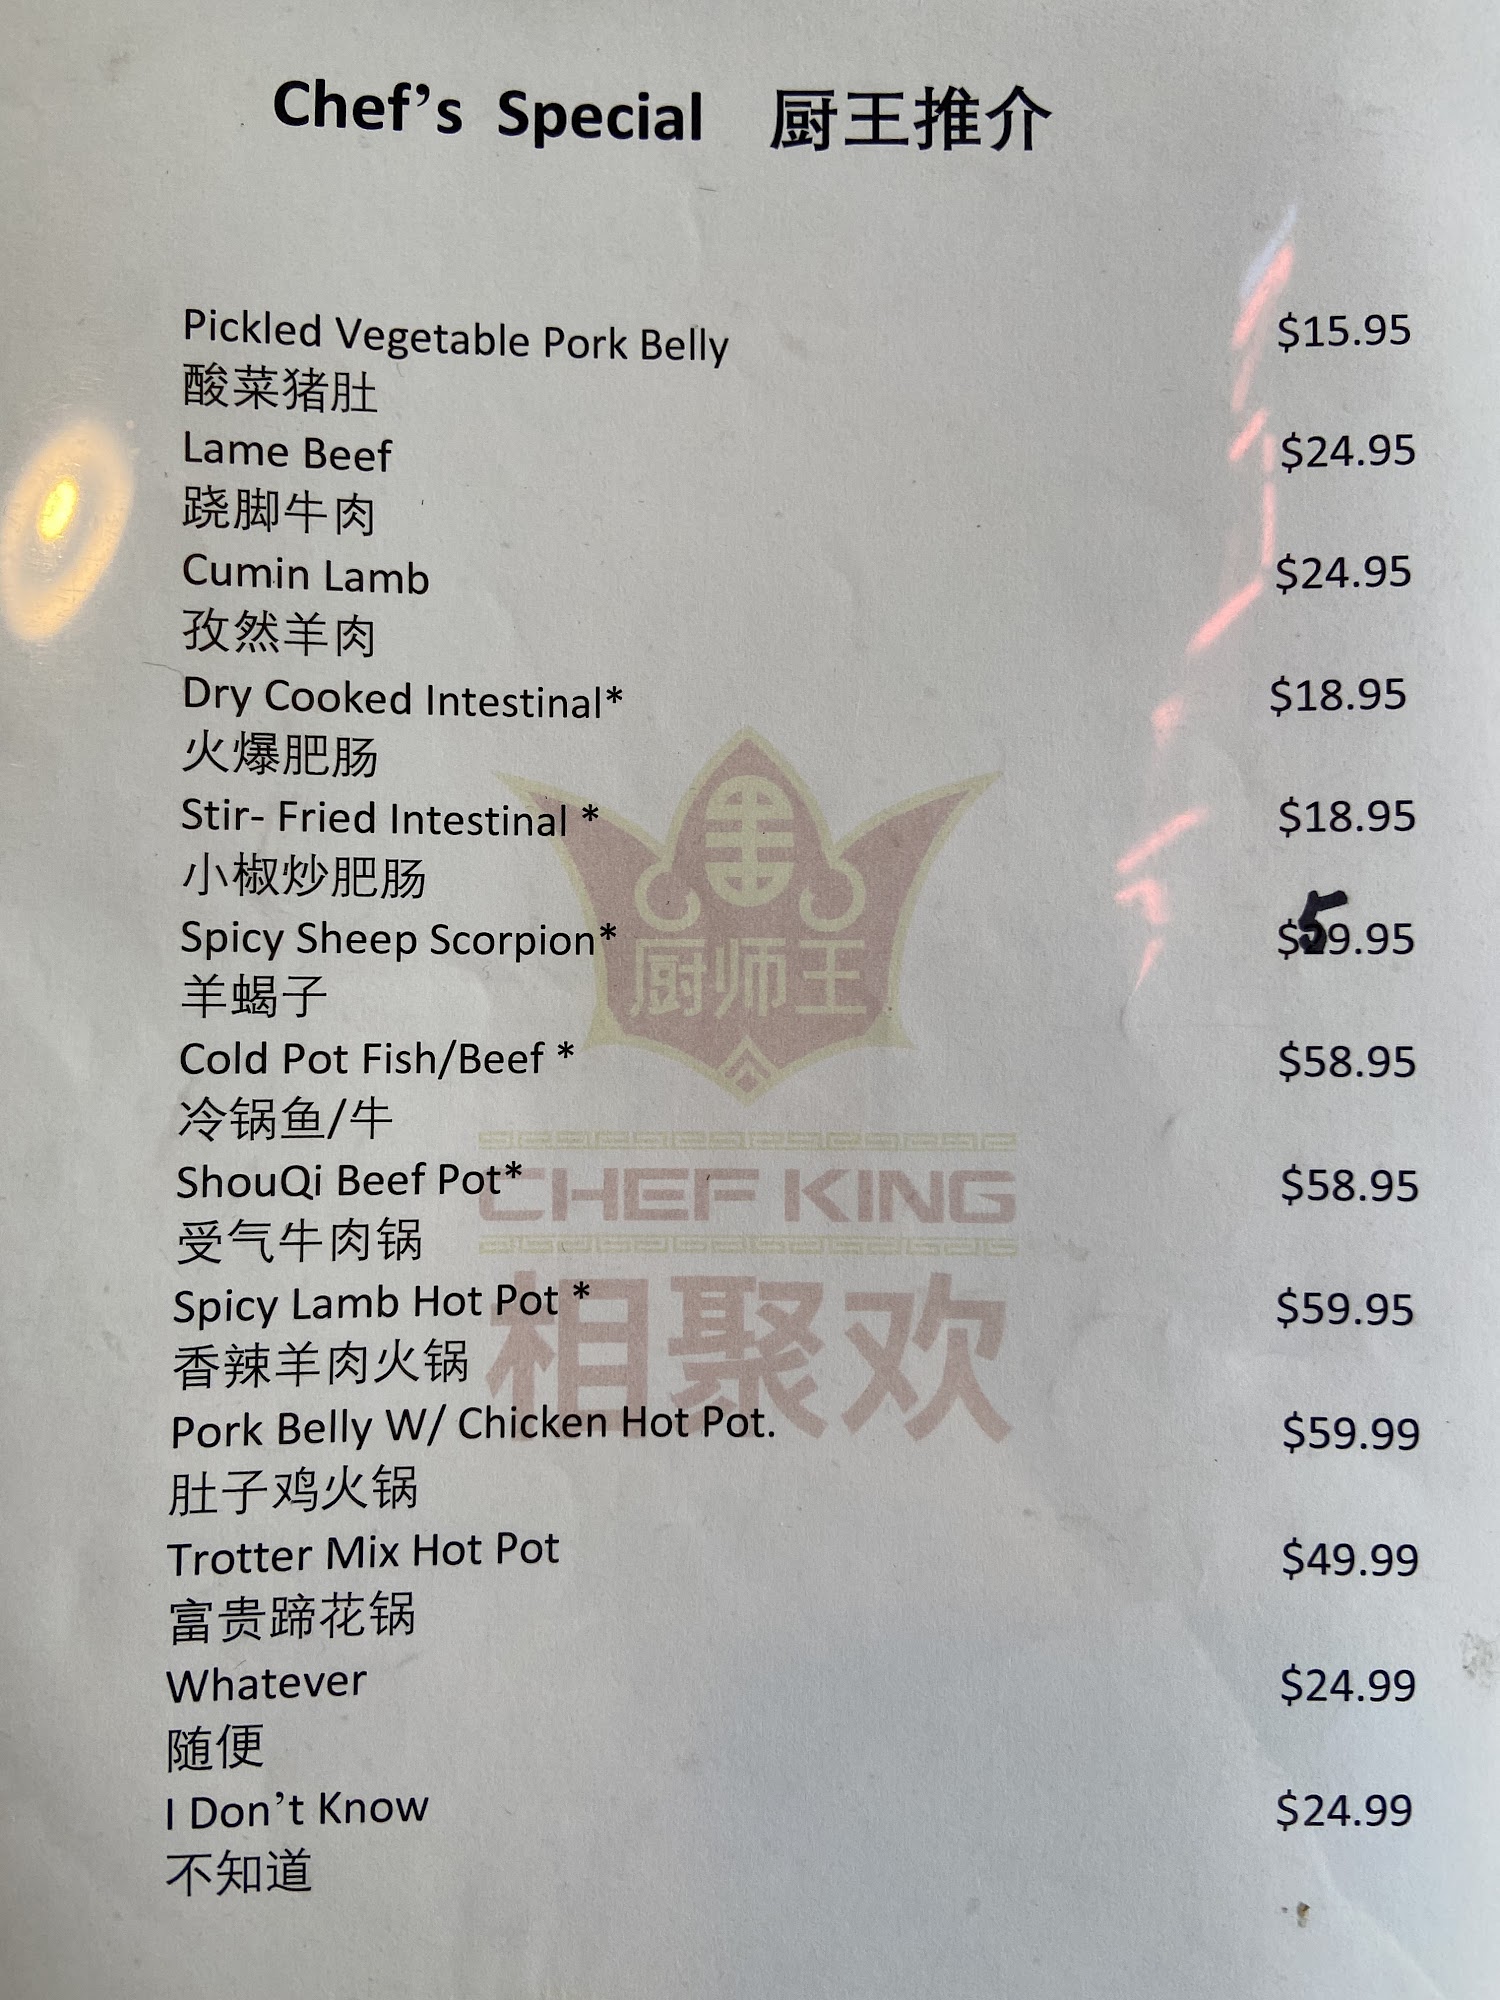 Chef's Special 厨王推介
Pickled Vegetable Pork Belly $15.95
酸菜猪肚
Lame Beef $24.95
跷脚牛肉
Cumin Lamb $24.95
孜然羊肉
Dry Cooked Intestinal* $18.95
火爆肥肠
Stir- Fried Intestinal * $18.95
小椒炒肥肠
Spicy Sheep Scorpion* $59.95
羊蝎子
Cold Pot Fish/Beef * $58.95
冷锅鱼/牛
ShouQi Beef Pot* $58.95
受气牛肉锅
Spicy Lamb Hot Pot * $59.95
香辣羊肉火锅
Pork Belly W/ Chicken Hot Pot. $59.99
肚子鸡火锅
Trotter Mix Hot Pot $49.99
富贵蹄花锅
Whatever $24.99
随便
I Don't Know $24.99
不知道
厨师王
CHEF KING
相聚欢